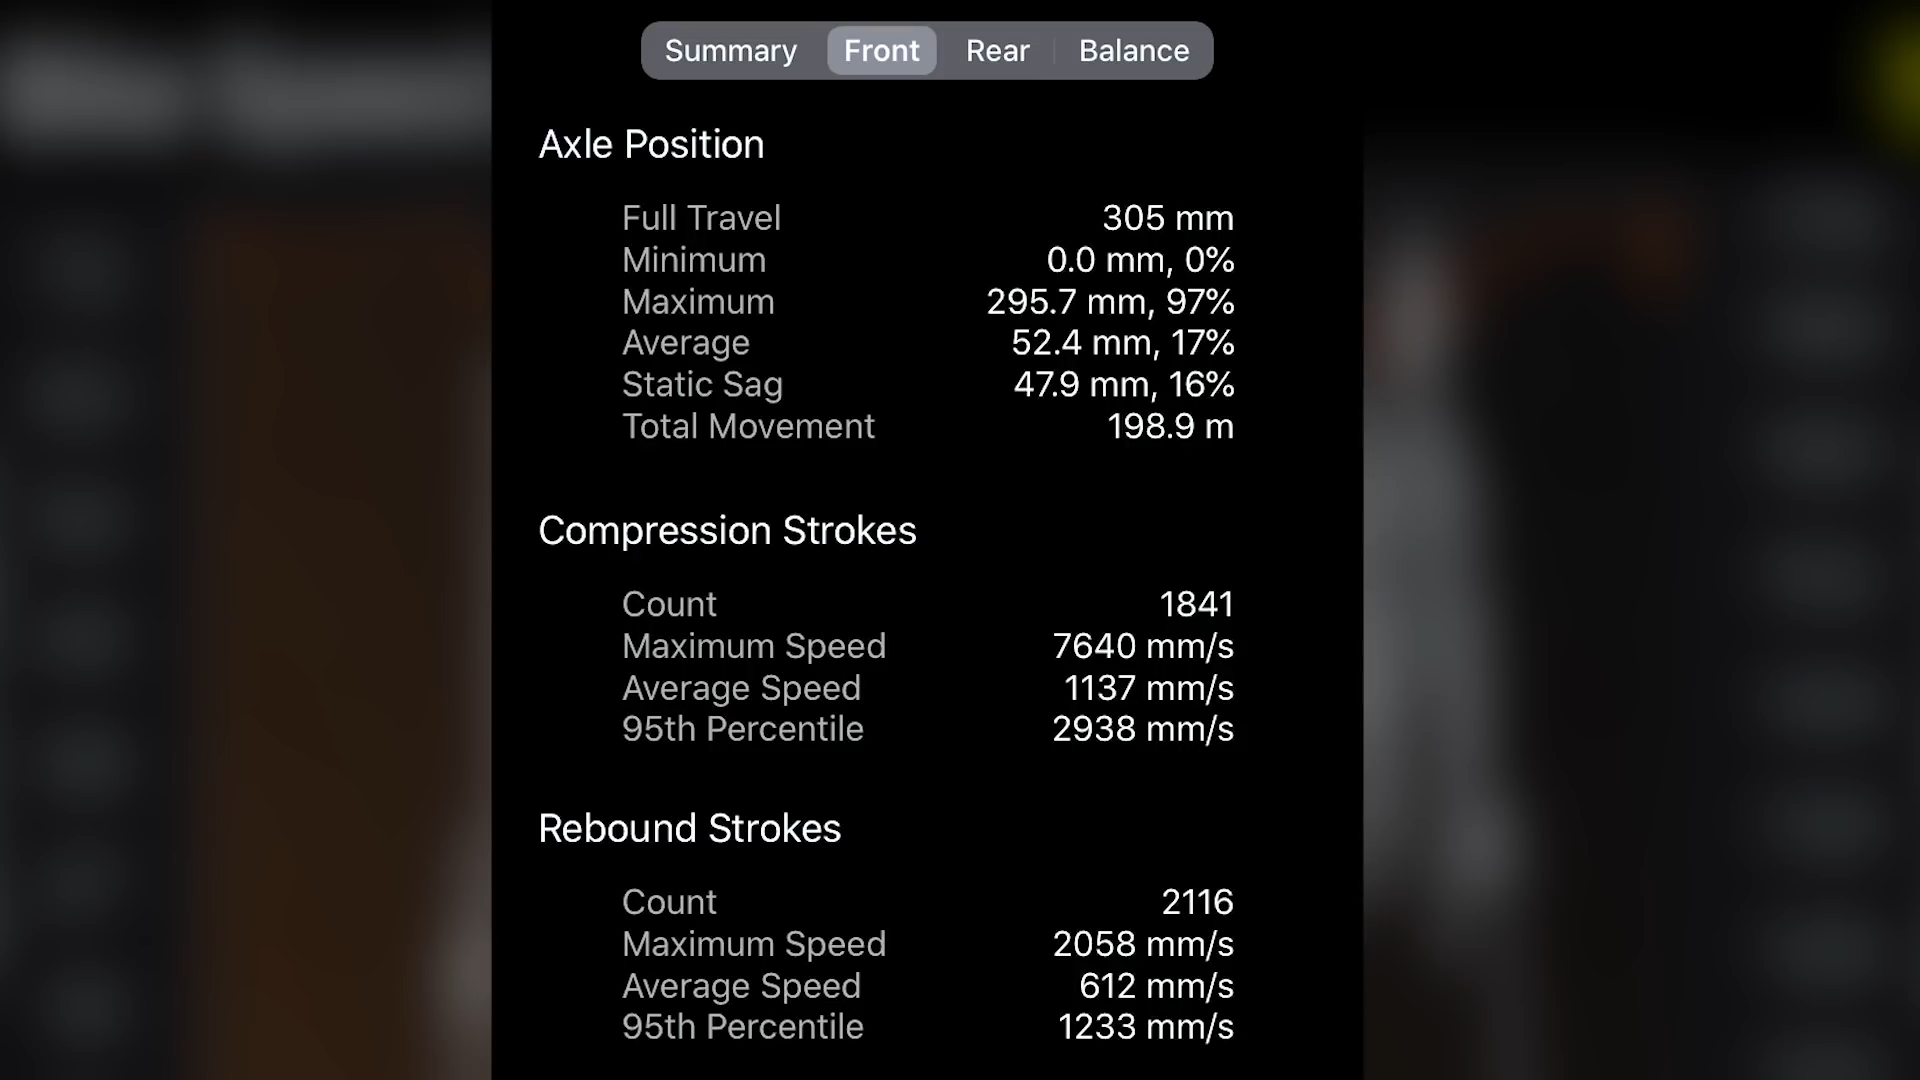 Summary Front Rear Balance
Axle Position
Full Travel 305 mm
Minimum 0.0 mm, 0%
Maximum 295.7 mm, 97%
Average 52.4 mm, 17%
Static Sag 47.9 mm, 16%
Total Movement 198.9 m
Compression Strokes
Count 1841
Maximum Speed 7640 mm/s
Average Speed 1137 mm/s
95th Percentile 2938 mm/s
Rebound Strokes
Count 2116
Maximum Speed 2058 mm/s
Average Speed 612 mm/s
95th Percentile 1233 mm/s